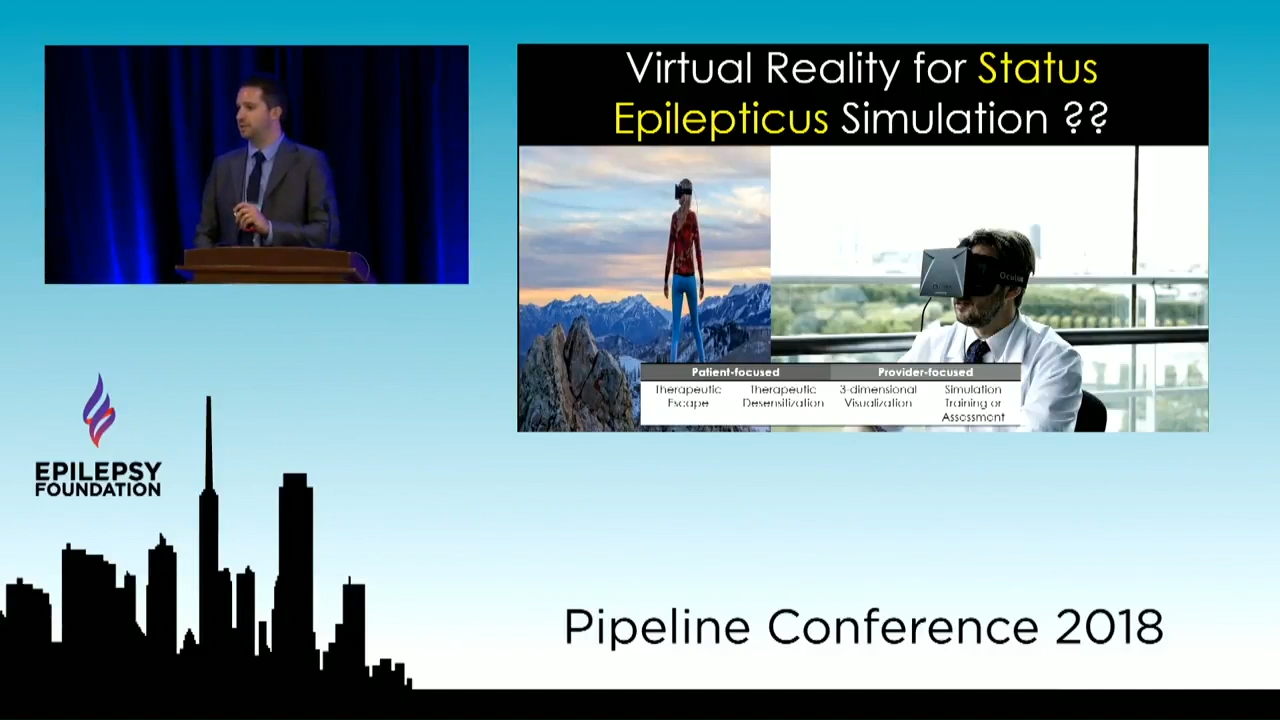 Virtual Reality for Status
Epilepticus Simulation ??
Oculus
Patient-focused
Provider-focused
Therapeutic
Escape
Therapeutic
Desensitization
3-dimensional
Visualization
Simulation
Training or
Assessment
EPILEPSY
FOUNDATION
Pipeline Conference 2018